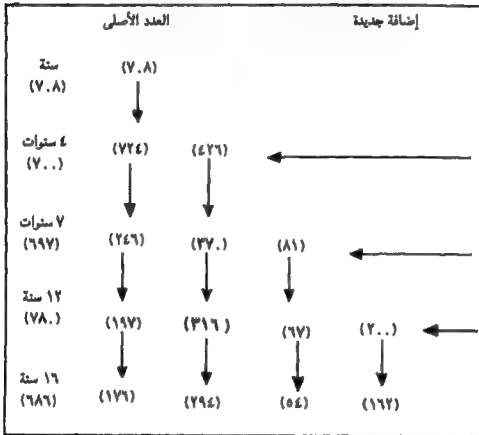 إضافة جديدة العدد الأصلى
(٧٠٨) سنة
(٧٠٨)
(٤٢٦) (٧٢٤) ٤ سنوات
(٧٠٠)
٧ سنوات
(٨١) (٣٧٠) (٢٤٦) (٦٩٧)
١٢ سنة
(٢٠٠) (٦٧) (٣١٦) (١٩٧) (٧٨٠)
١٦ سنة
(١٦٢) (٥٤) (٢٩٤) (١٧٦) (٦٨٦)